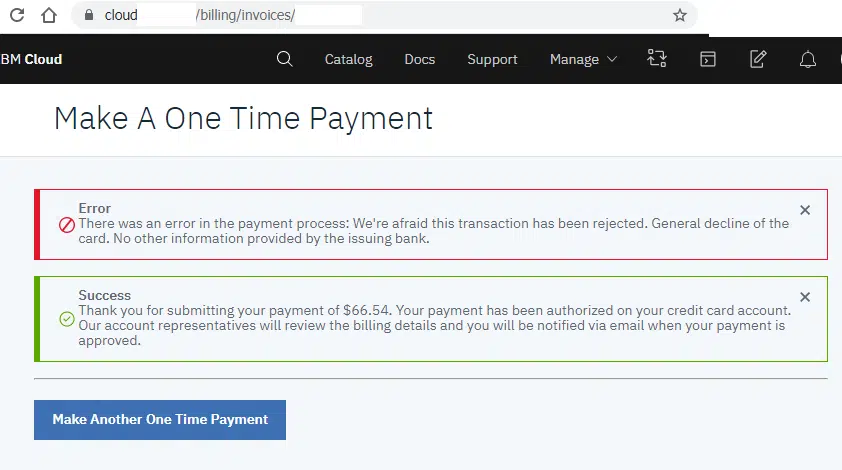 cloud /billing/invoices/
BM Cloud Catalog Docs Support Manage
Make A One Time Payment
Error
There was an error in the payment process: We're afraid this transaction has been rejected. General decline of the
card. No other information provided by the issuing bank.
Success
Thank you for submitting your payment of $66.54. Your payment has been authorized on your credit card account.
Our account representatives will review the billing details and you will be notified via email when your payment is
approved.
Make Another One Time Payment